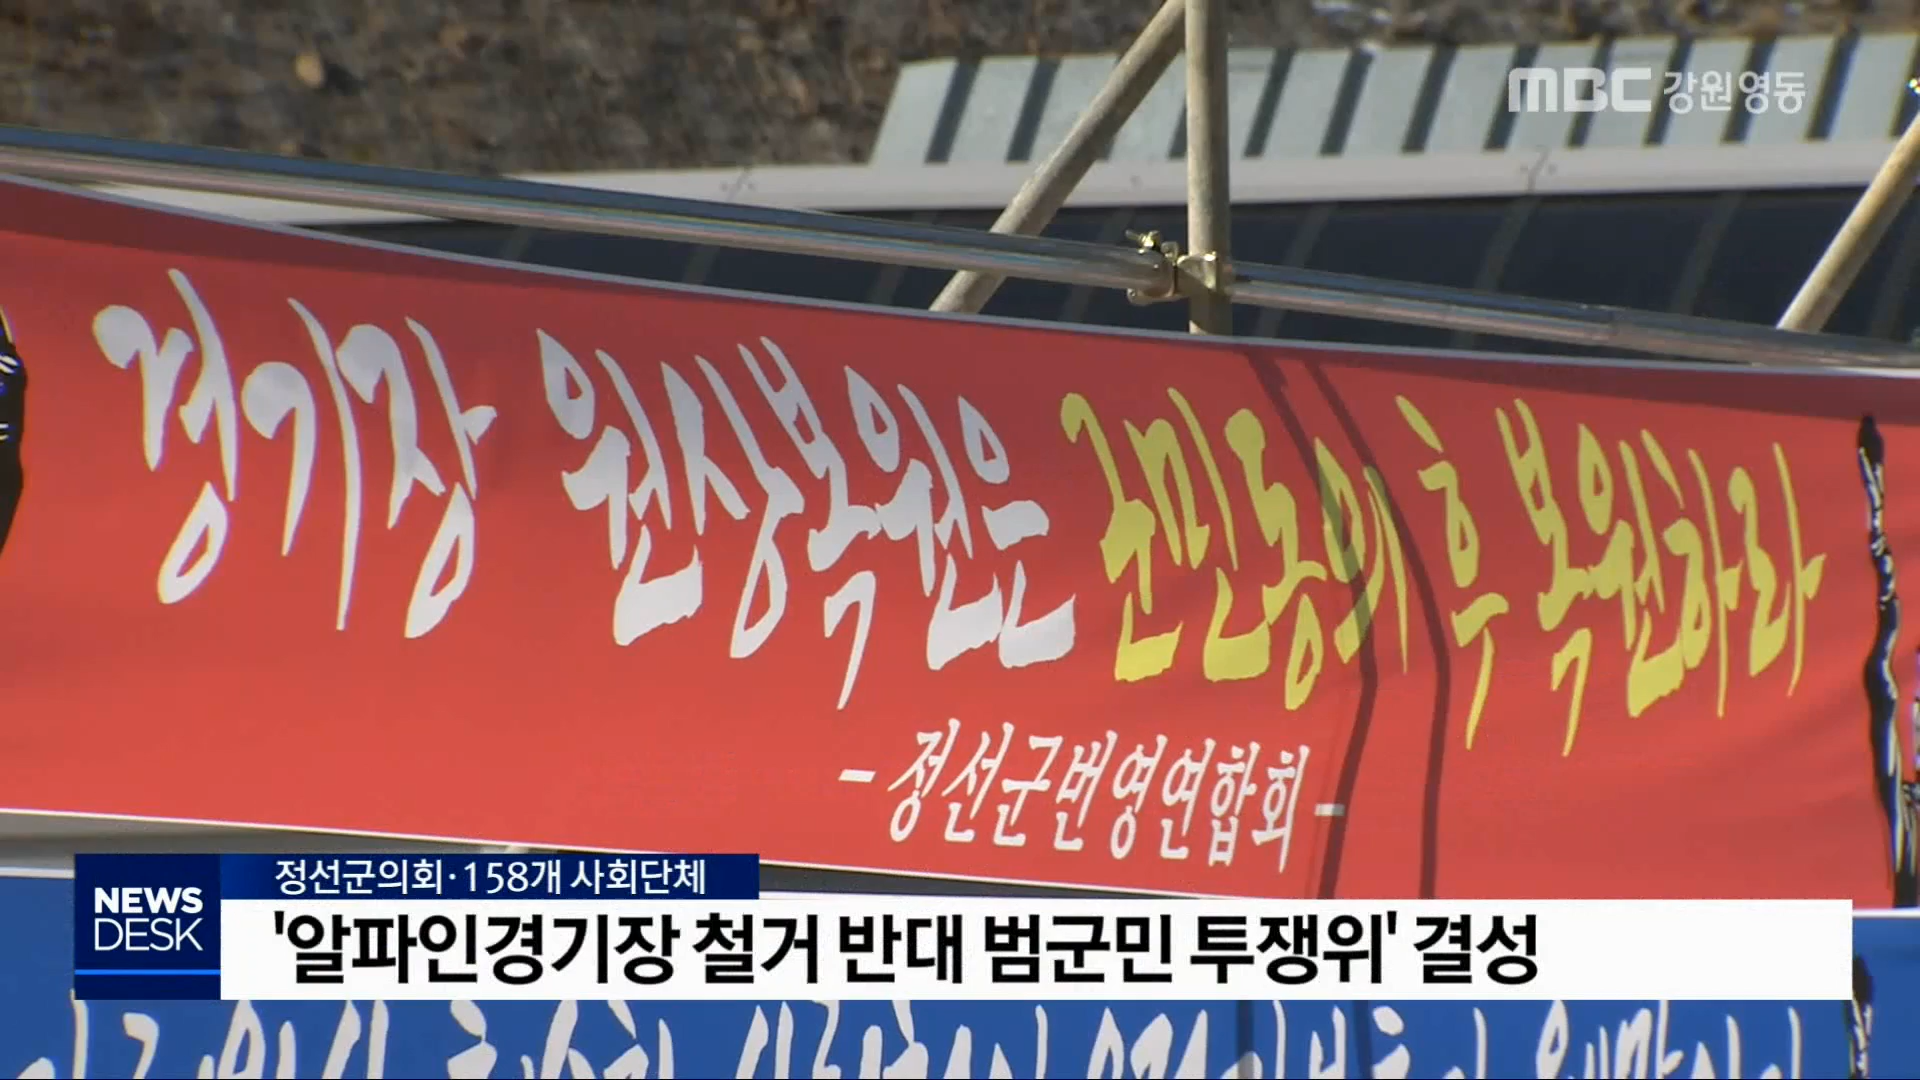 MBC 강원영동
경기장 원상복원은 군민동의 후 복원하라
- 정선군번영연합회 -
정선군의회·158개 사회단체
NEWS DESK
'알파인경기장 철거 반대 범군민 투쟁위' 결성